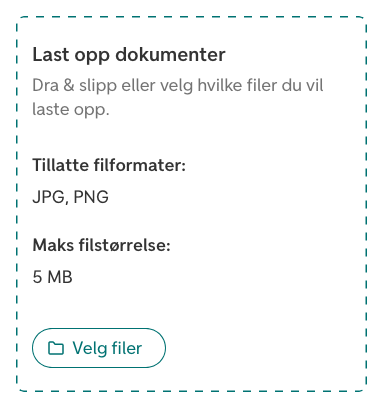 Last opp dokumenter
Dra & slipp eller velg hvilke filer du vil
laste opp.
Tillatte filformater:
JPG, PNG
Maks filstørrelse:
5 MB
Velg filer